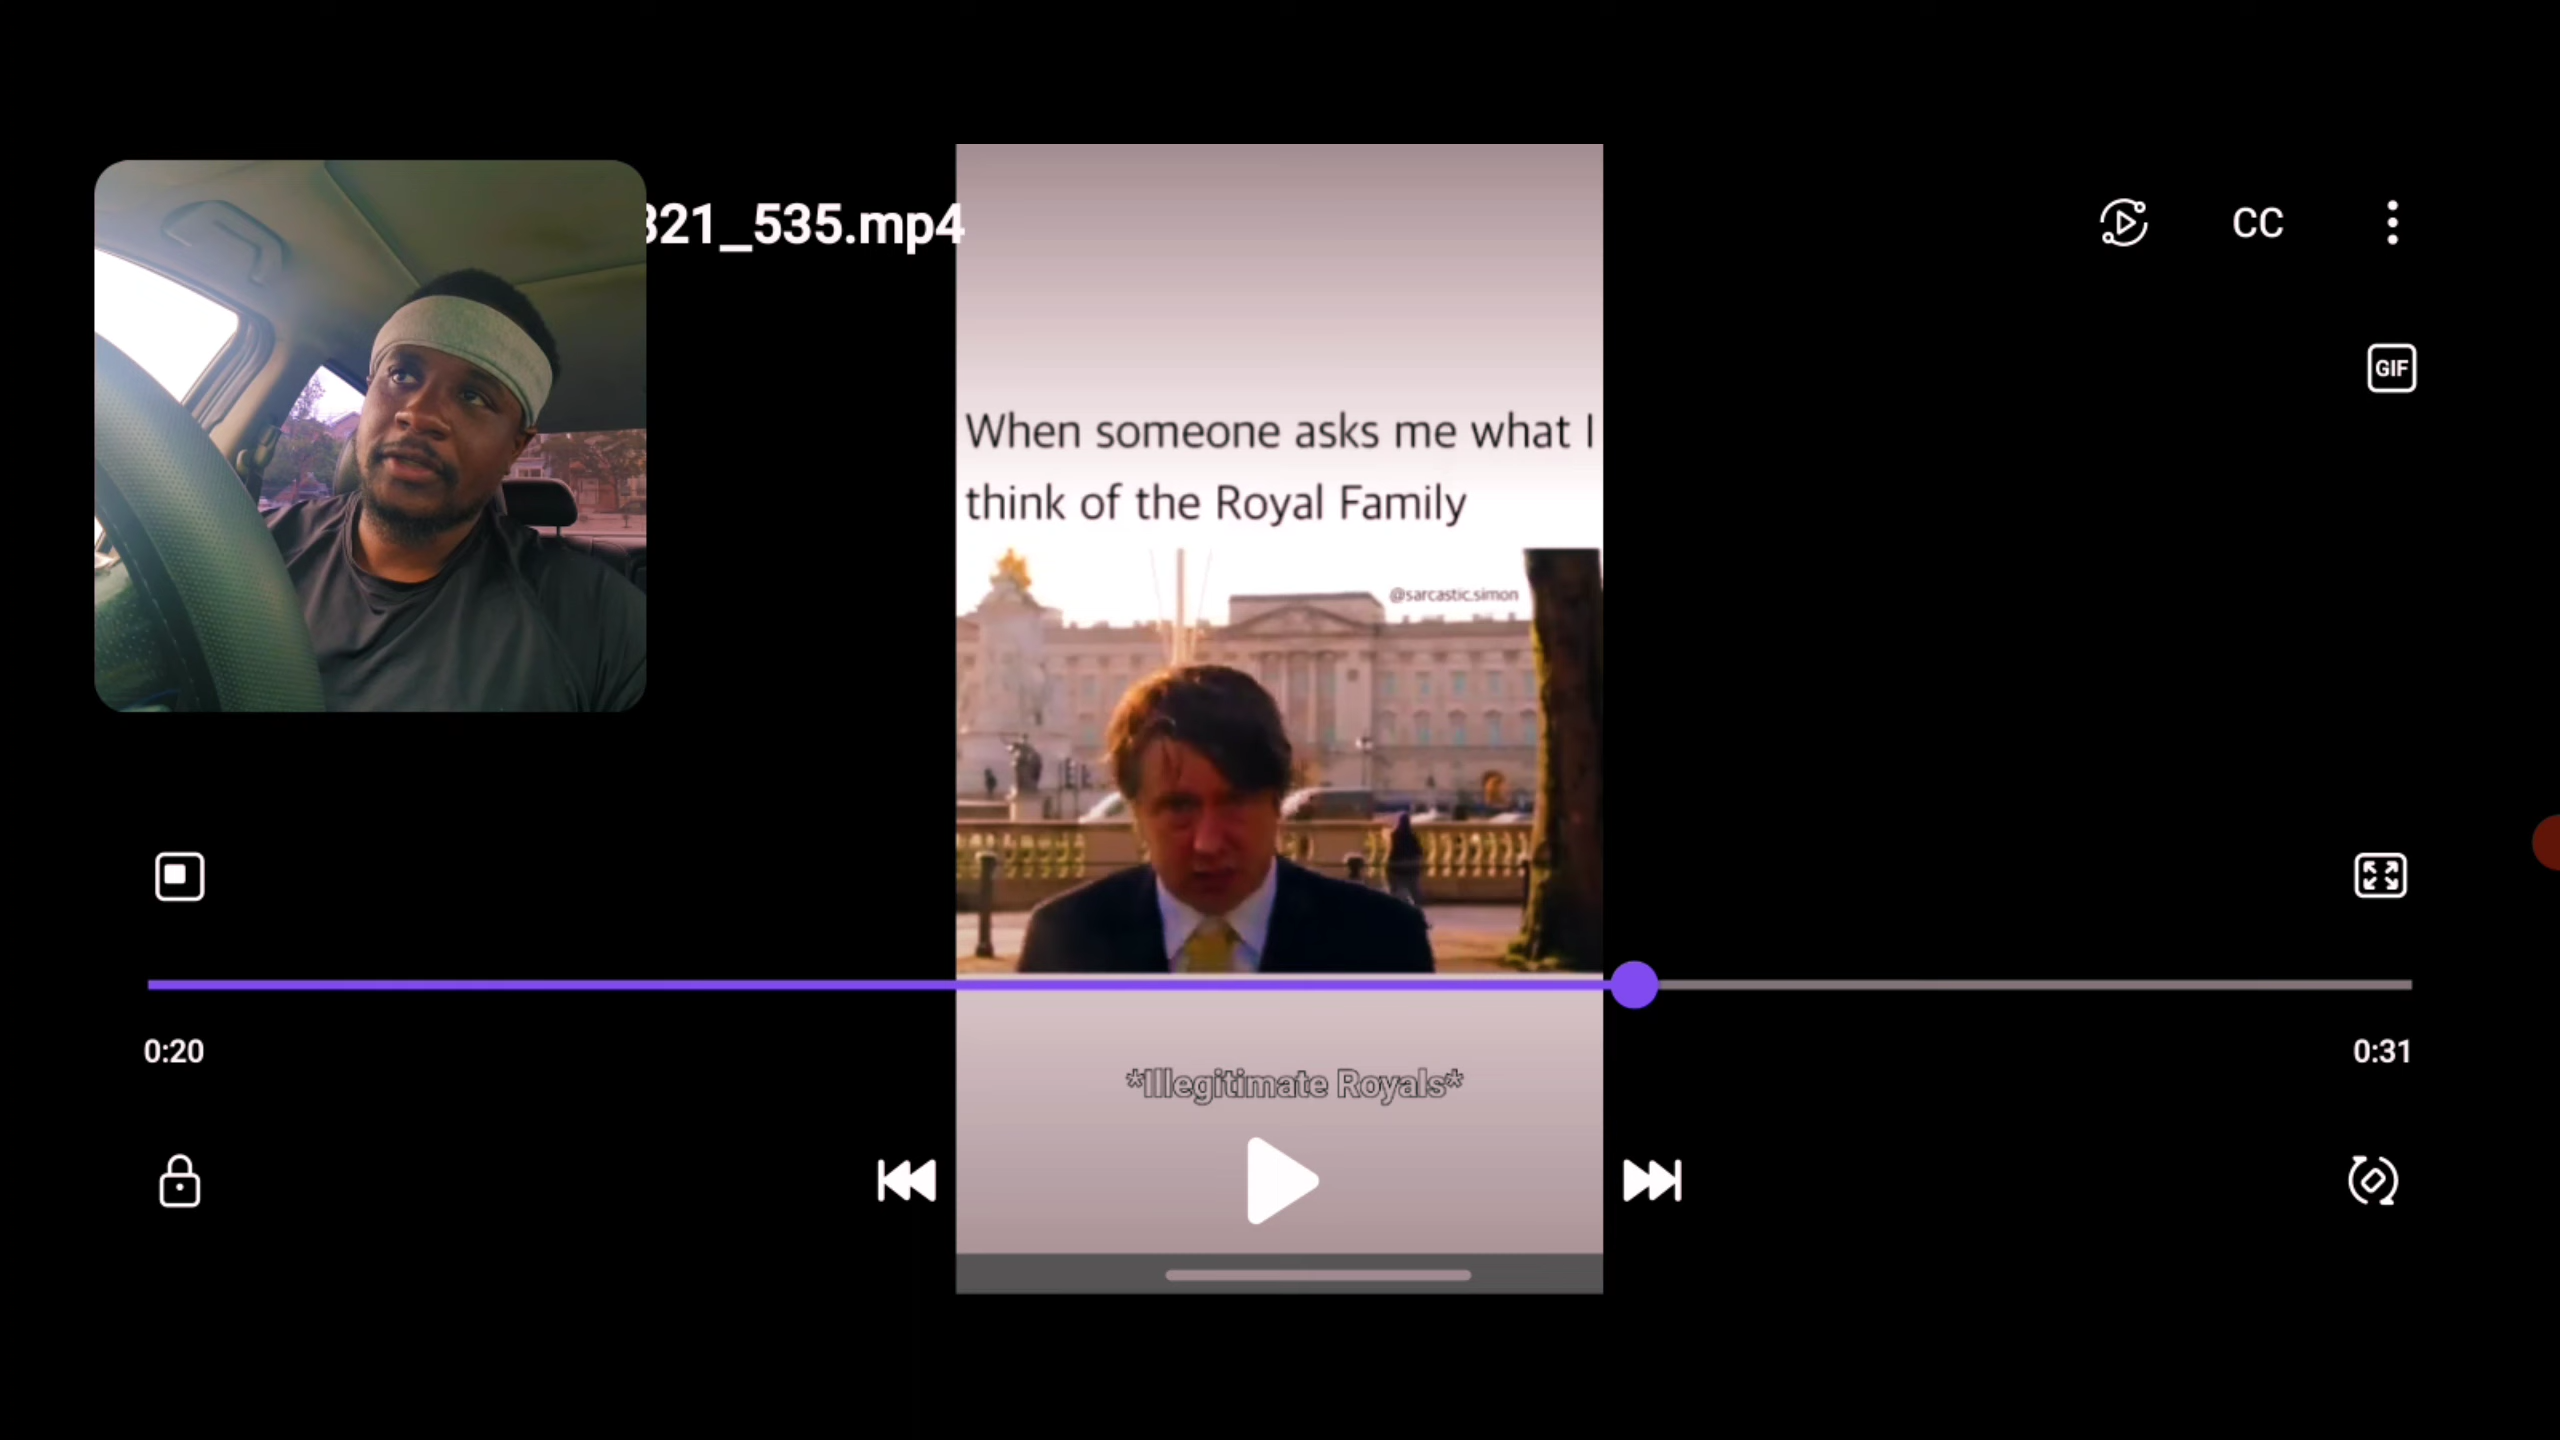 321_535.mp4
CC
GIF
When someone asks me what I
think of the Royal Family
@sarcastic.simon
0:20
0:31
*Illegitimate Royals*